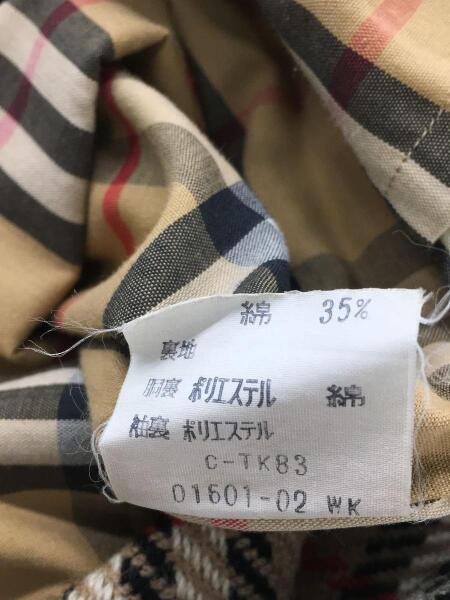 綿 35%
裏地
胴裏 ポリエステル 綿
袖裏 ポリエステル
C-TK83
01601-02 WK